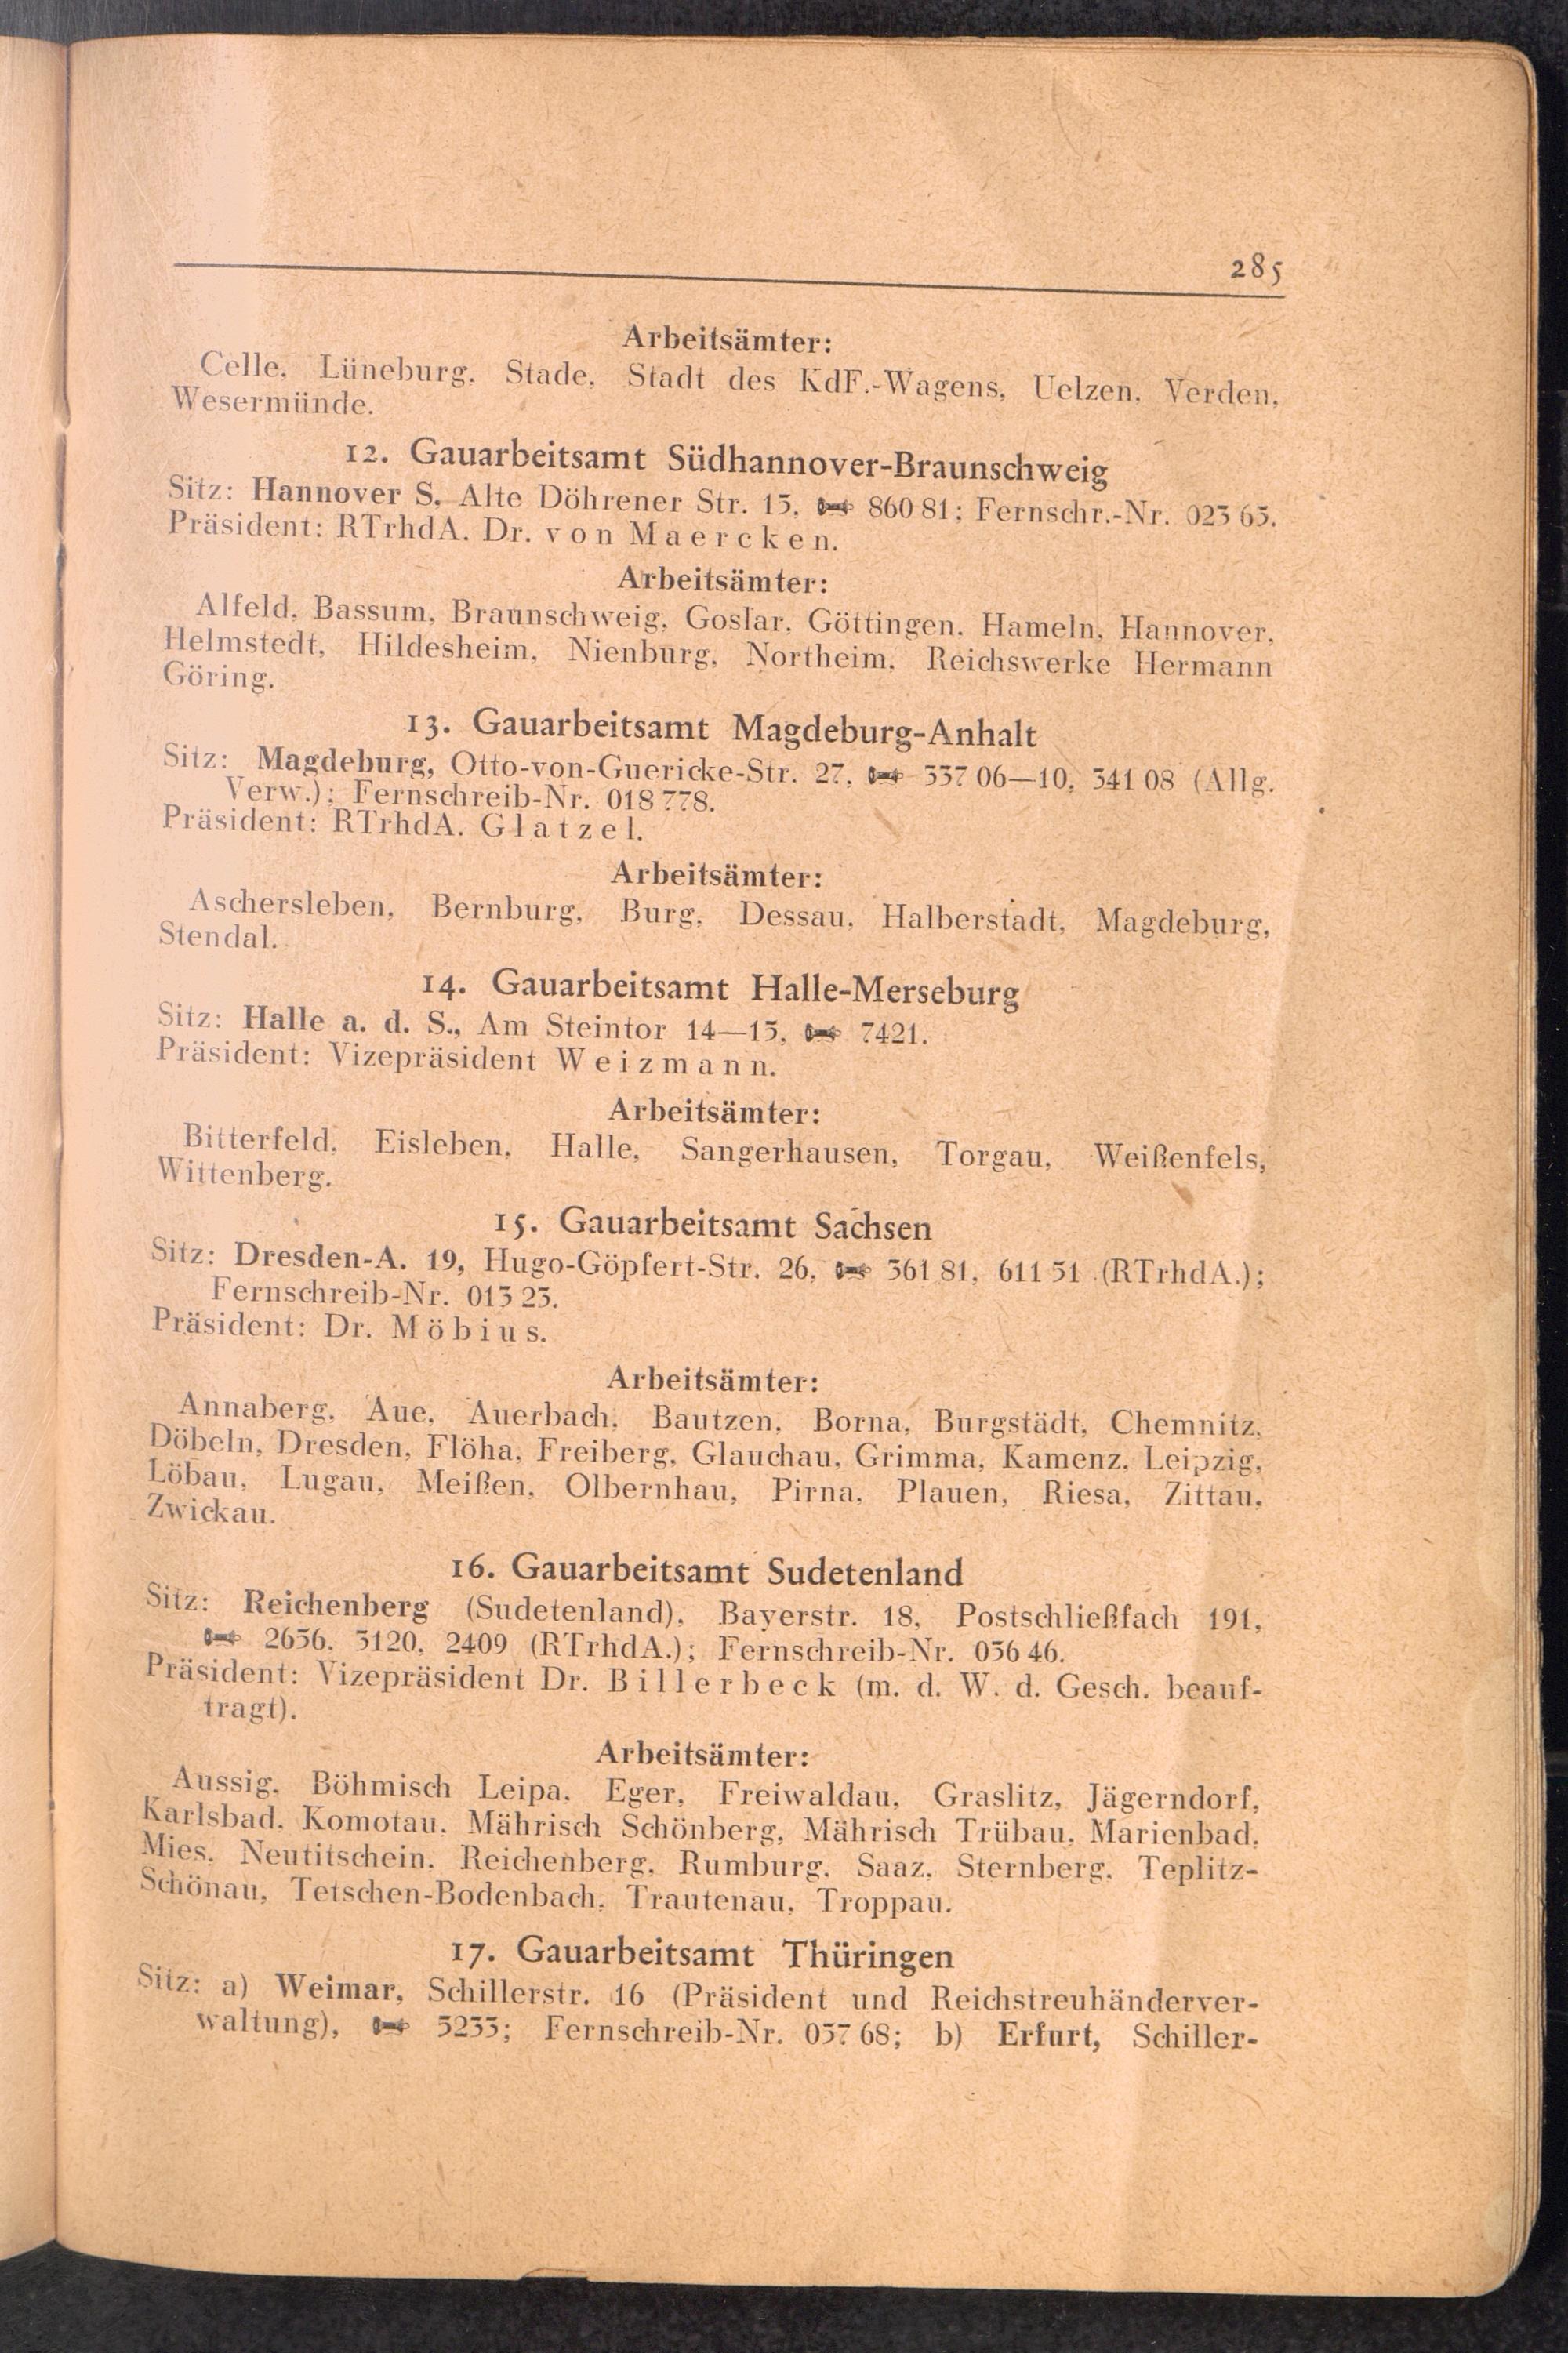 285
Arbeitsämter:
Celle, Lüneburg, Stade, Stadt des KdF.-Wagens, Uelzen, Verden,
Wesermünde.
12. Gauarbeitsamt Südhannover-Braunschweig
Sitz: Hannover S, Alte Döhrener Str. 13, 860 81; Fernschr.-Nr. 023 63.
Präsident: RTrhdA. Dr. von Maercken.
Arbeitsämter:
Alfeld, Bassum, Braunschweig, Goslar, Göttingen, Hameln, Hannover,
Helmstedt, Hildesheim, Nienburg, Northeim, Reichswerke Hermann
Göring.
13. Gauarbeitsamt Magdeburg-Anhalt
Sitz: Magdeburg, Otto-von-Guericke-Str. 27, 337 06—10, 341 08 (Allg.
Verw.); Fernschreib-Nr. 018 778.
Präsident: RTrhdA. Glatzel.
Arbeitsämter:
Aschersleben, Bernburg, Burg, Dessau, Halberstadt, Magdeburg,
Stendal.
14. Gauarbeitsamt Halle-Merseburg
Sitz: Halle a. d. S., Am Steintor 14—15, 7421.
Präsident: Vizepräsident Weizmann.
Arbeitsämter:
Bitterfeld, Eisleben, Halle, Sangerhausen, Torgau, Weißenfels,
Wittenberg.
15. Gauarbeitsamt Sachsen
Sitz: Dresden-A. 19, Hugo-Göpfert-Str. 26, 361 81, 611 51 (RTrhdA.);
Fernschreib-Nr. 013 23.
Präsident: Dr. Möbius.
Arbeitsämter:
Annaberg, Aue, Auerbach, Bautzen, Borna, Burgstädt, Chemnitz,
Döbeln, Dresden, Flöha, Freiberg, Glauchau, Grimma, Kamenz, Leipzig,
Löbau, Lugau, Meißen, Olbernhau, Pirna, Plauen, Riesa, Zittau,
Zwickau.
16. Gauarbeitsamt Sudetenland
Sitz: Reichenberg (Sudetenland), Bayerstr. 18, Postschließfach 191,
2656, 3120, 2409 (RTrhdA.); Fernschreib-Nr. 036 46.
Präsident: Vizepräsident Dr. Billerbeck (m. d. W. d. Gesch. beauf-
tragt).
Arbeitsämter:
Aussig, Böhmisch Leipa, Eger, Freiwaldau, Graslitz, Jägerndorf,
Karlsbad, Komotau, Mährisch Schönberg, Mährisch Trübau, Marienbad,
Mies, Neutitschein, Reichenberg, Rumburg, Saaz, Sternberg, Teplitz-
Schönau, Tetschen-Bodenbach, Trautenau, Troppau.
17. Gauarbeitsamt Thüringen
Sitz: a) Weimar, Schillerstr. 16 (Präsident und Reichstreuhänderver-
waltung), 3233; Fernschreib-Nr. 037 68; b) Erfurt, Schiller-